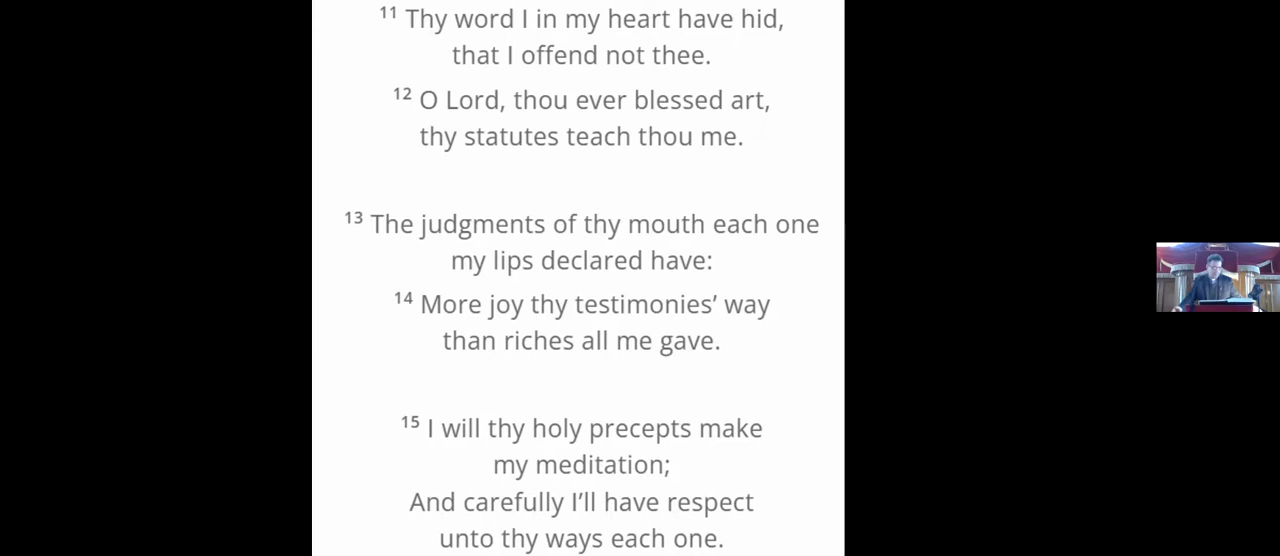 11 Thy word I in my heart have hid,
that I offend not thee.
12 O Lord, thou ever blessed art,
thy statutes teach thou me.
13 The judgments of thy mouth each one
my lips declared have:
14 More joy thy testimonies’ way
than riches all me gave.
15 I will thy holy precepts make
my meditation;
And carefully I’ll have respect
unto thy ways each one.